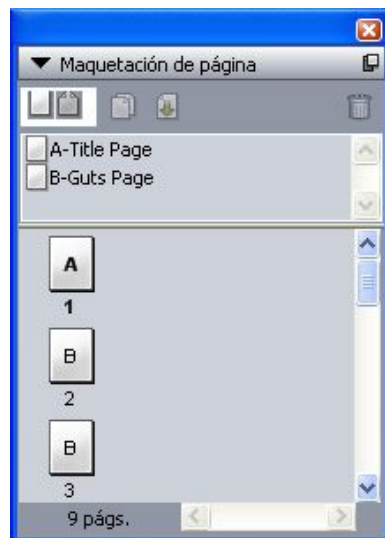 Maquetación de página
A-Title Page
B-Guts Page
A
1
B
2
B
3
9 págs.